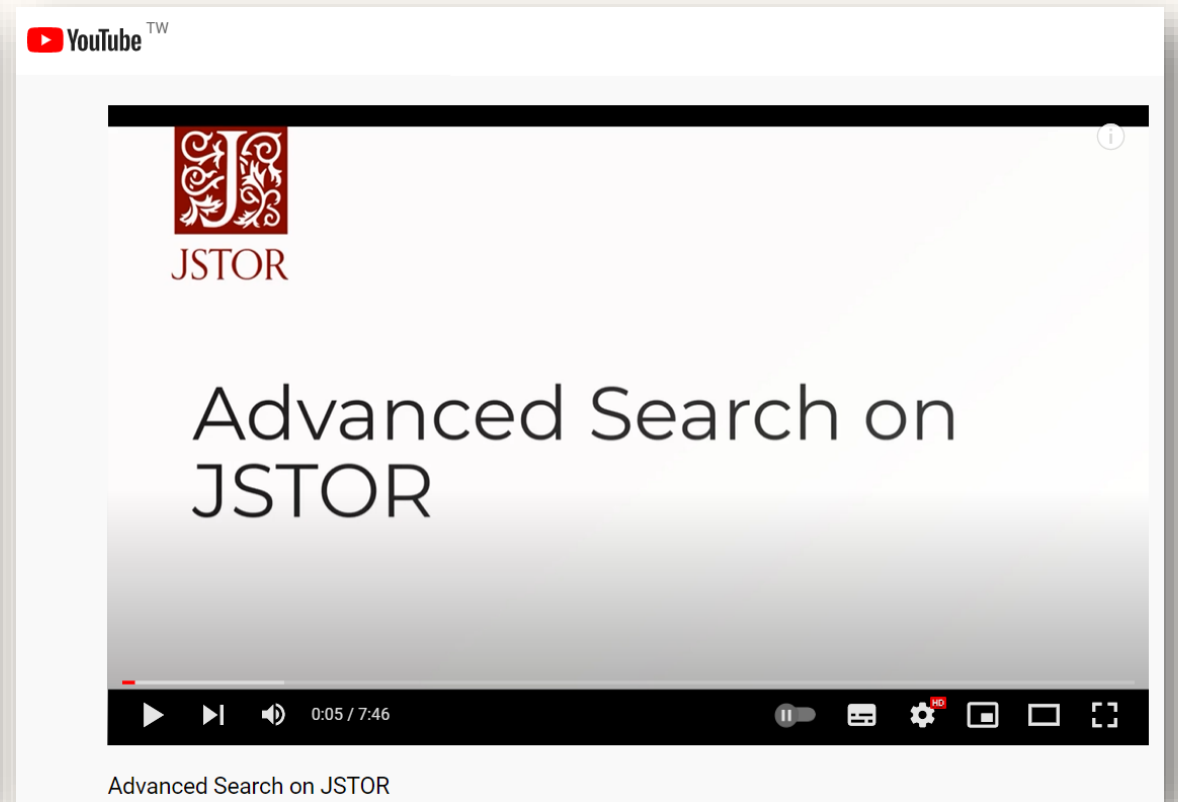 YouTube TW
JSTOR
Advanced Search on
JSTOR
0:05 / 7:46
HD
Advanced Search on JSTOR